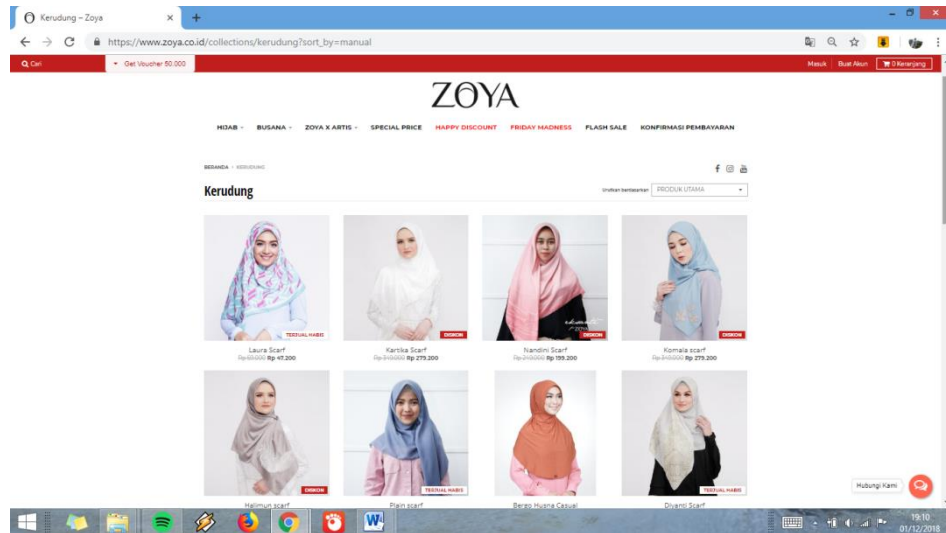 Kerudung – Zoya
https://www.zoya.co.id/collections/kerudung?sort_by=manual
Cari
Get Voucher 50.000
Masuk
Buat Akun
0 Keranjang
ZOYA
HIJAB
BUSANA
ZOYA X ARTIS
SPECIAL PRICE
HAPPY DISCOUNT
FRIDAY MADNESS
FLASH SALE
KONFIRMASI PEMBAYARAN
BERANDA
KERUDUNG
Kerudung
Urutkan berdasarkan
PRODUK UTAMA
TERJUAL HABIS
DISKON
DISKON
DISKON
Laura Scarf
Kartika Scarf
Nandini Scarf
Komala scarf
Rp 47.200
Rp 279.200
Rp 199.200
Rp 279.200
DISKON
TERJUAL HABIS
TERJUAL HABIS
Halimun scarf
Plain scarf
Bergo Husna Casual
Divanti Scarf
Hubungi Kami
19:10
01/12/2018